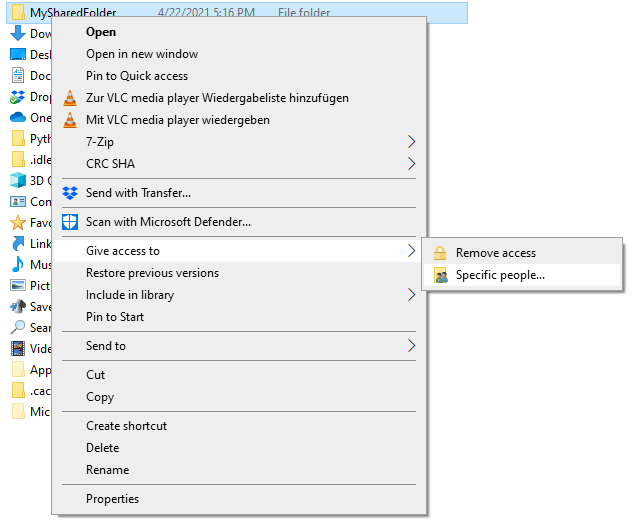 MySharedFolder 4/22/2021 5:16 PM File folder
Dow
Desk
Doc
Drop
One
Pyth
.idle
3D O
Con
Favo
Link
Mus
Pict
Save
Sear
Vide
App
.cac
Mic
Open
Open in new window
Pin to Quick access
Zur VLC media player Wiedergabeliste hinzufügen
Mit VLC media player wiedergeben
7-Zip
CRC SHA
Send with Transfer...
Scan with Microsoft Defender...
Give access to
Restore previous versions
Include in library
Pin to Start
Send to
Cut
Copy
Create shortcut
Delete
Rename
Properties
Remove access
Specific people...